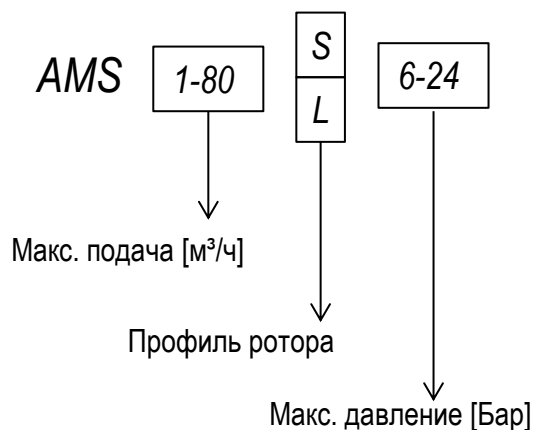 AMS 1-80 S 6-24
L
Макс. подача [м³/ч]
Профиль ротора
Макс. давление [Бар]